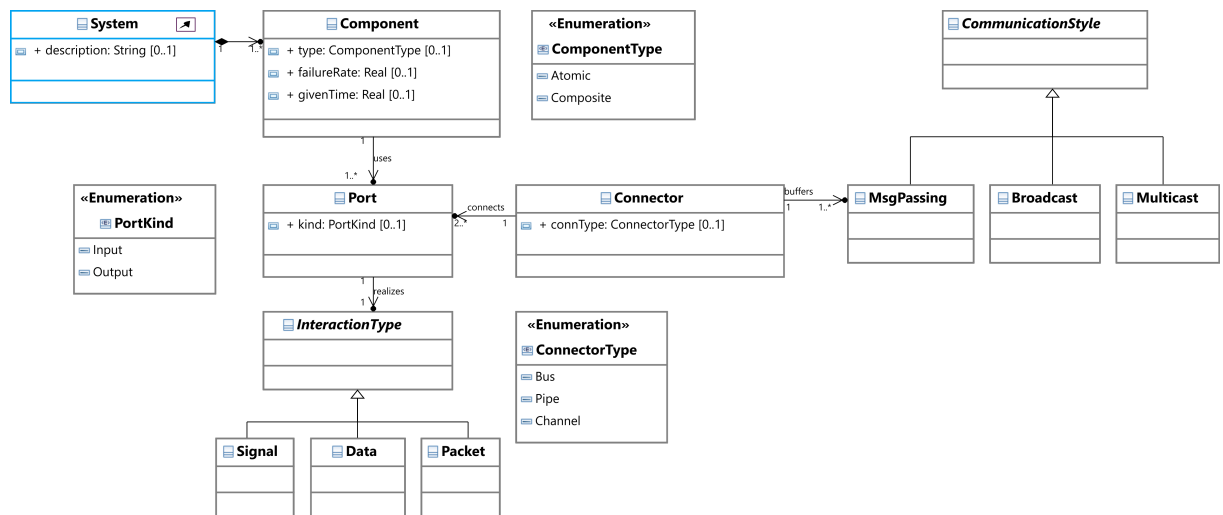 System
+ description: String [0..1]
1
1..*
Component
+ type: ComponentType [0..1]
+ failureRate: Real [0..1]
+ givenTime: Real [0..1]
«Enumeration»
ComponentType
Atomic
Composite
CommunicationStyle
1
uses
1..*
«Enumeration»
PortKind
Input
Output
Port
+ kind: PortKind [0..1]
connects
2..*
1
Connector
+ connType: ConnectorType [0..1]
buffers
1
1..*
MsgPassing
Broadcast
Multicast
1
realizes
1
InteractionType
«Enumeration»
ConnectorType
Bus
Pipe
Channel
Signal
Data
Packet